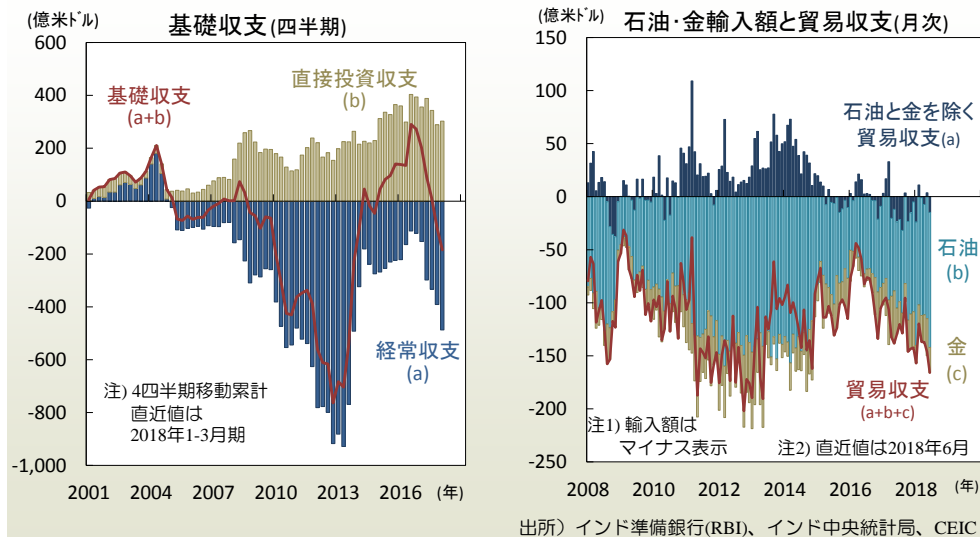 (億米ﾄﾞﾙ)
基礎収支(四半期)
600
400
200
0
-200
-400
-600
-800
-1,000
基礎収支
(a+b)
直接投資収支
(b)
経常収支
(a)
注) 4四半期移動累計
直近値は
2018年1-3月期
2001
2004
2007
2010
2013
2016
(年)
(億米ﾄﾞﾙ)
石油･金輸入額と貿易収支(月次)
150
100
50
0
-50
-100
-150
-200
-250
石油と金を除く
貿易収支(a)
石油
(b)
金
(c)
貿易収支
(a+b+c)
注1) 輸入額は
マイナス表示
注2) 直近値は2018年6月
2008
2010
2012
2014
2016
2018
(年)
出所）インド準備銀行(RBI)、インド中央統計局、CEIC